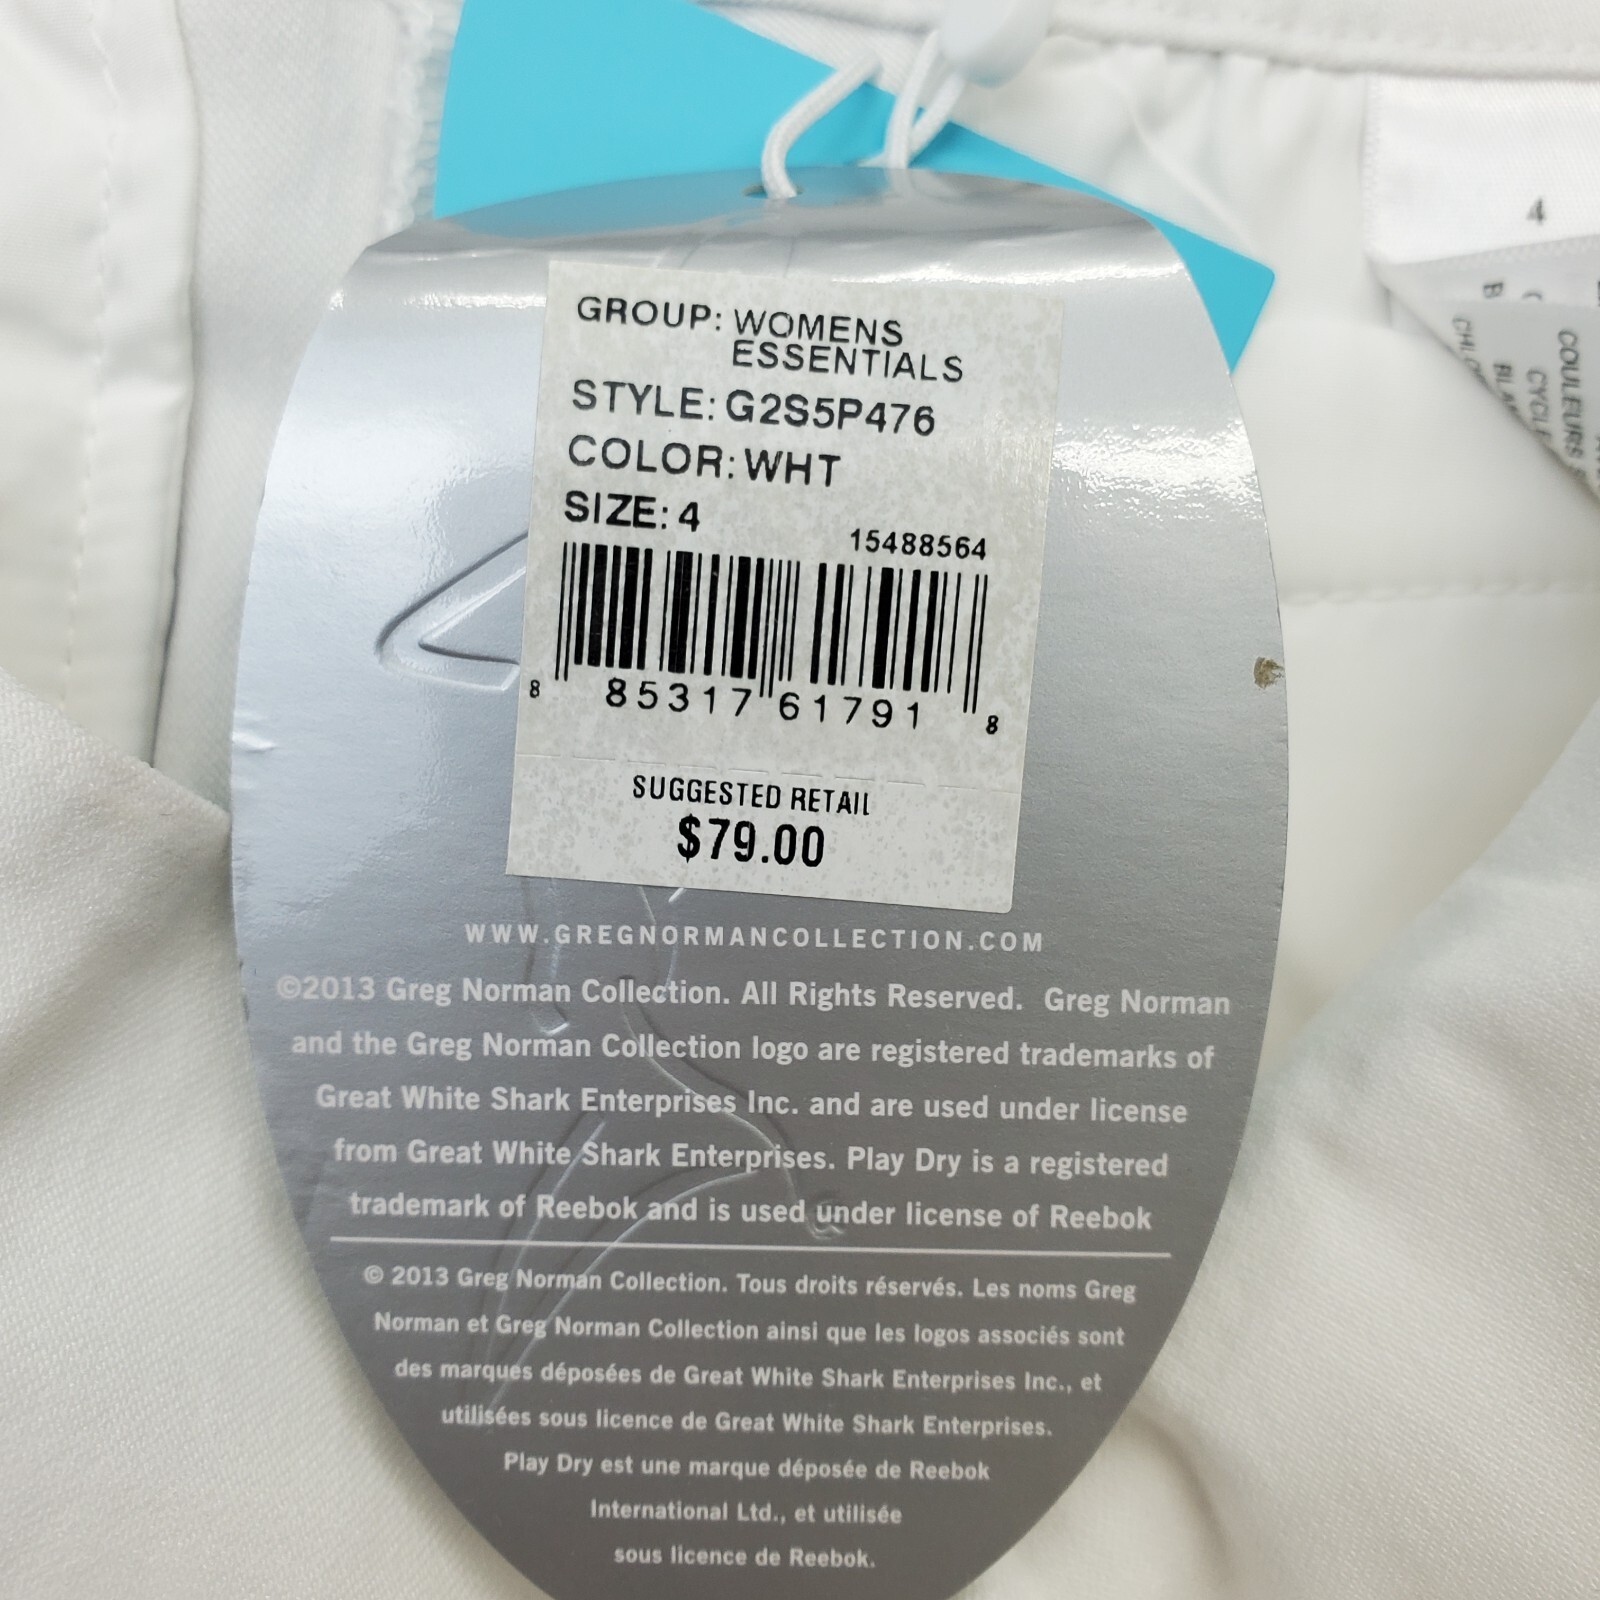 GROUP: WOMENS
ESSENTIALS
STYLE: G2S5P476
COLOR: WHT
SIZE: 4
15488564
8 85317 61791 8
SUGGESTED RETAIL
$79.00
WWW.GREGNORMANCOLLECTION.COM
©2013 Greg Norman Collection. All Rights Reserved. Greg Norman
and the Greg Norman Collection logo are registered trademarks of
Great White Shark Enterprises Inc. and are used under license
from Great White Shark Enterprises. Play Dry is a registered
trademark of Reebok and is used under license of Reebok
© 2013 Greg Norman Collection. Tous droits réservés. Les noms Greg
Norman et Greg Norman Collection ainsi que les logos associés sont
des marques déposées de Great White Shark Enterprises Inc., et
utilisées sous licence de Great White Shark Enterprises.
Play Dry est une marque déposée de Reebok
International Ltd., et utilisée
sous licence de Reebok.
4
COULEURS
CYCLE